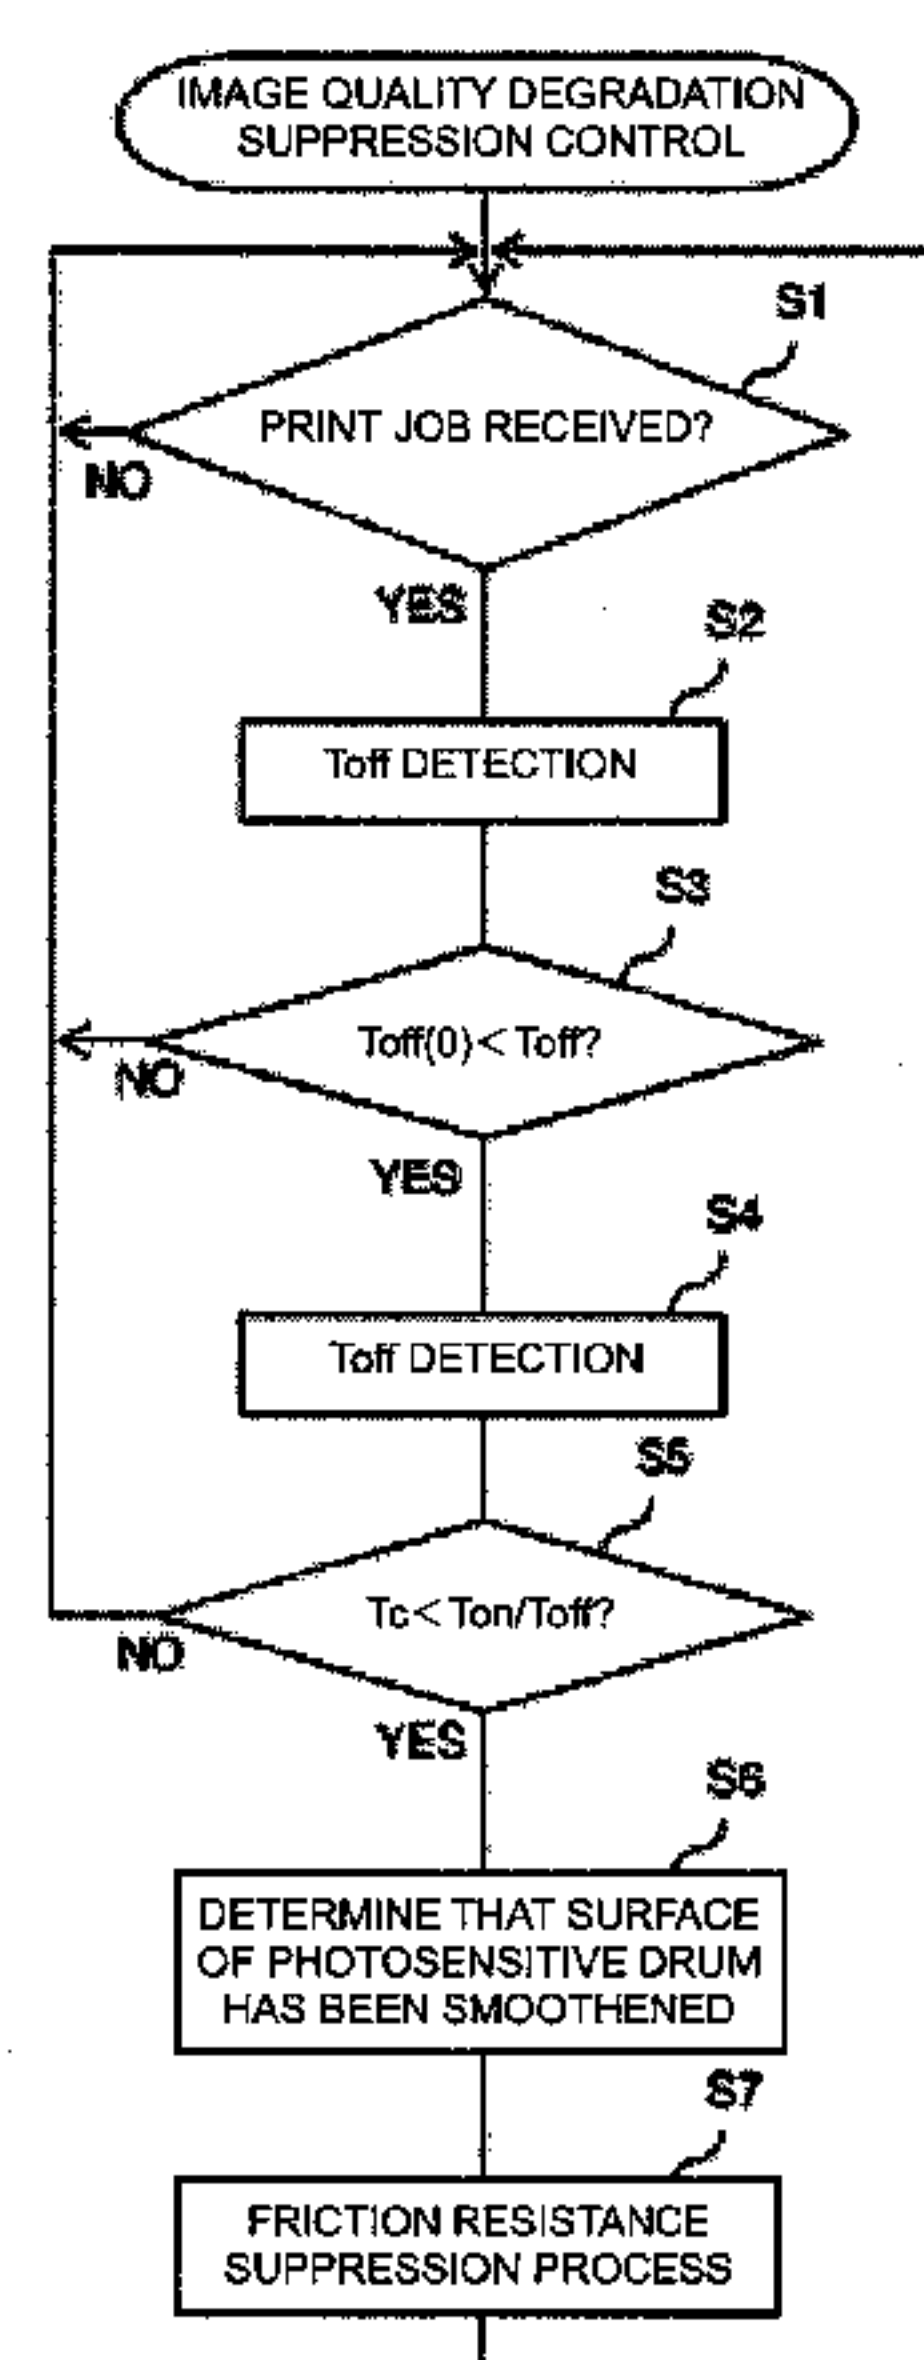 IMAGE QUALITY DEGRADATION
SUPPRESSION CONTROL
S1
PRINT JOB RECEIVED?
NO
YES
S2
Toff DETECTION
S3
Toff(0)<Toff?
NO
YES
S4
Toff DETECTION
S5
Tc<Ton/Toff?
NO
YES
S6
DETERMINE THAT SURFACE
OF PHOTOSENSITIVE DRUM
HAS BEEN SMOOTHENED
S7
FRICTION RESISTANCE
SUPPRESSION PROCESS